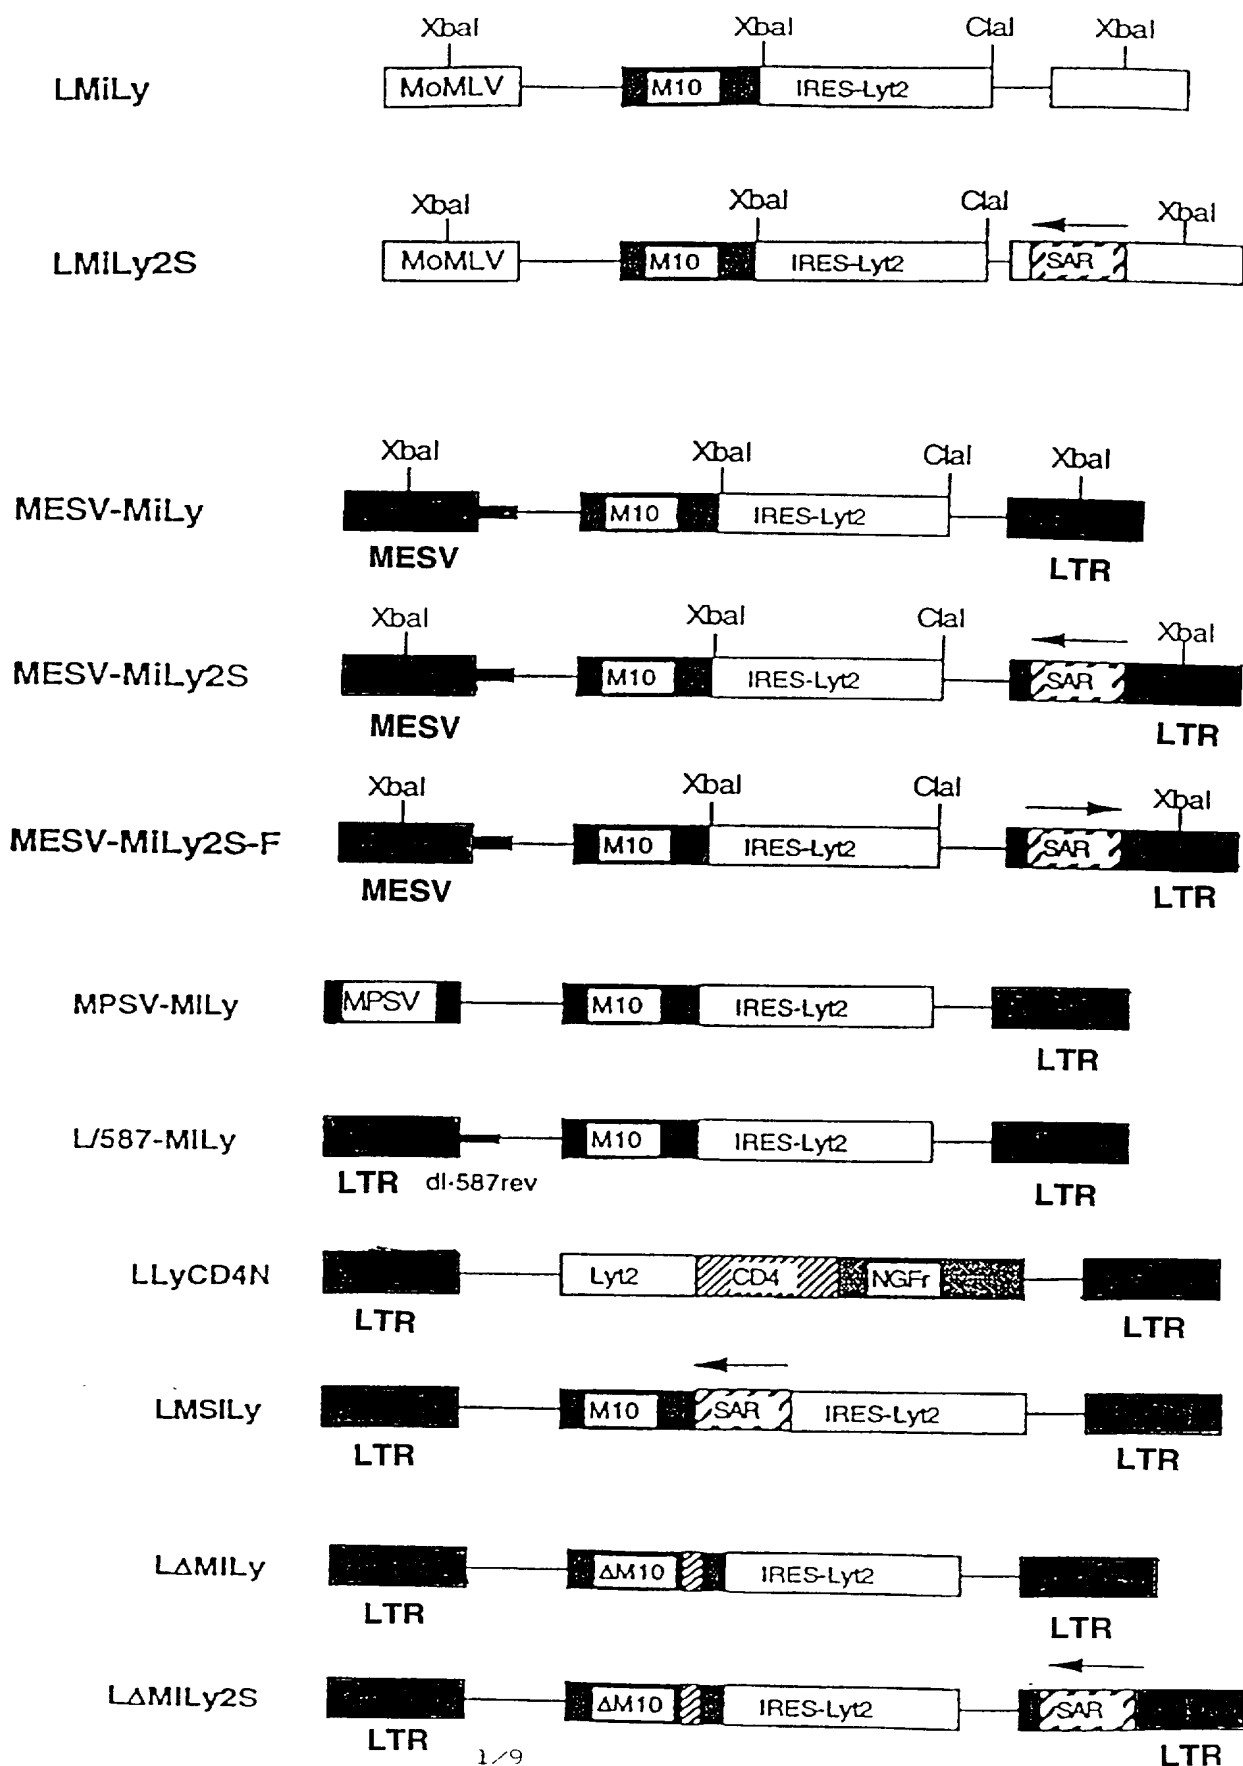 XbaI XbaI ClaI XbaI
LMiLy MoMLV M10 IRES-Lyt2
XbaI XbaI ClaI XbaI
LMiLy2S MoMLV M10 IRES-Lyt2 SAR
XbaI XbaI ClaI XbaI
MESV-MiLy M10 IRES-Lyt2
MESV LTR
XbaI XbaI ClaI XbaI
MESV-MiLy2S M10 IRES-Lyt2 SAR
MESV LTR
XbaI XbaI ClaI XbaI
MESV-MiLy2S-F M10 IRES-Lyt2 SAR
MESV LTR
MPSV-MILy MPSV M10 IRES-Lyt2
LTR
L/587-MILy M10 IRES-Lyt2
LTR dl-587rev LTR
LLyCD4N Lyt2 CD4 NGFr
LTR LTR
LMSILy M10 SAR IRES-Lyt2
LTR LTR
LΔMILy ΔM10 IRES-Lyt2
LTR LTR
LΔMILy2S ΔM10 IRES-Lyt2 SAR
LTR LTR
1/9